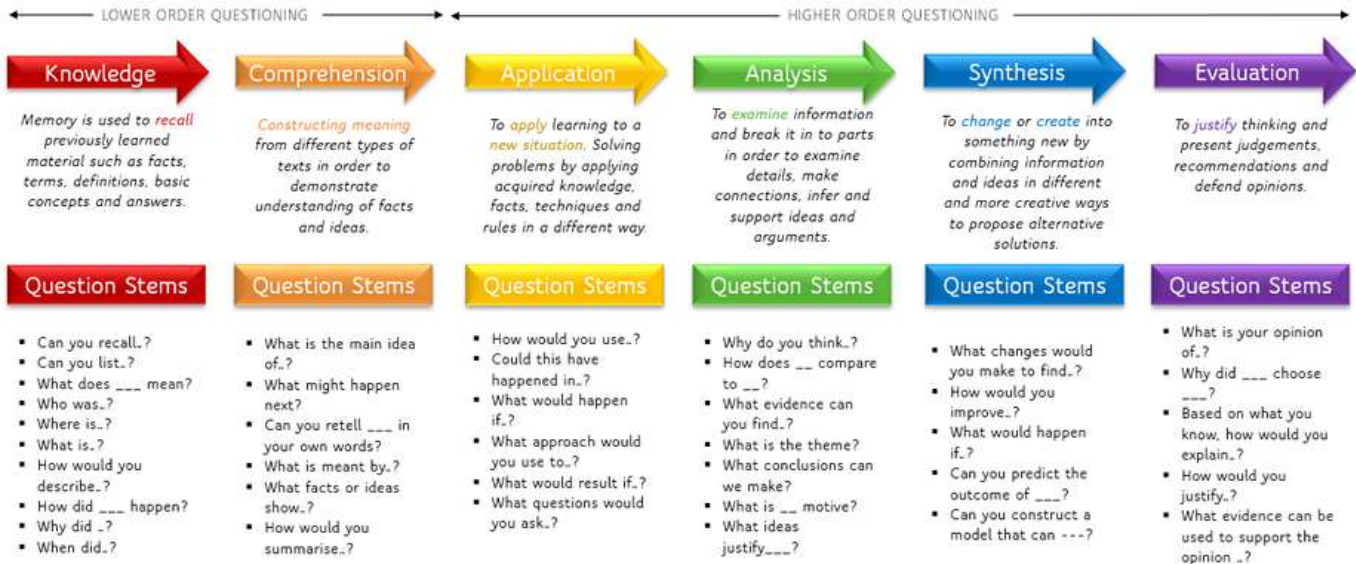 LOWER ORDER QUESTIONING
HIGHER ORDER QUESTIONING
Knowledge
Comprehension
Application
Analysis
Synthesis
Evaluation
Memory is used to recall
previously learned
material such as facts,
terms, definitions, basic
concepts and answers.
Constructing meaning
from different types of
texts in order to
demonstrate
understanding of facts
and ideas.
To apply learning to a
new situation. Solving
problems by applying
acquired knowledge,
facts, techniques and
rules in a different way.
To examine information
and break it in to parts
in order to examine
details, make
connections, infer and
support ideas and
arguments.
To change or create into
something new by
combining information
and ideas in different
and more creative ways
to propose alternative
solutions.
To justify thinking and
present judgements,
recommendations and
defend opinions.
Question Stems
Question Stems
Question Stems
Question Stems
Question Stems
Question Stems
▪ Can you recall..?
▪ Can you list..?
▪ What does ___ mean?
▪ Who was..?
▪ Where is..?
▪ What is..?
▪ How would you
describe..?
▪ How did ___ happen?
▪ Why did ..?
▪ When did..?
▪ What is the main idea
of..?
▪ What might happen
next?
▪ Can you retell ___ in
your own words?
▪ What is meant by..?
▪ What facts or ideas
show..?
▪ How would you
summarise..?
▪ How would you use..?
▪ Could this have
happened in..?
▪ What would happen
if..?
▪ What approach would
you use to..?
▪ What would result if..?
▪ What questions would
you ask..?
▪ Why do you think..?
▪ How does __ compare
to __?
▪ What evidence can
you find..?
▪ What is the theme?
▪ What conclusions can
we make?
▪ What is __ motive?
▪ What ideas
justify___?
▪ What changes would
you make to find..?
▪ How would you
improve..?
▪ What would happen
if..?
▪ Can you predict the
outcome of ___?
▪ Can you construct a
model that can ---?
▪ What is your opinion
of..?
▪ Why did ___ choose
___?
▪ Based on what you
know, how would you
explain..?
▪ How would you
justify..?
▪ What evidence can be
used to support the
opinion ..?